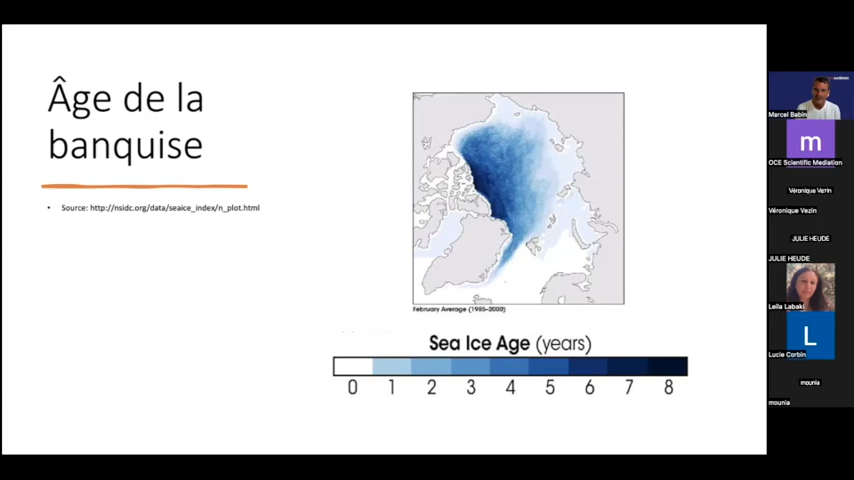 Âge de la
banquise
• Source: http://nsidc.org/data/seaice_index/n_plot.html
February Average (1985–2000)
Sea Ice Age (years)
0 1 2 3 4 5 6 7 8
Marcel Babin
m
OCE Scientific Mediation
Véronique Vezin
Véronique Vezin
JULIE HEUDE
JULIE HEUDE
Leila Labaki
L
Lucie Corbin
mounia
mounia